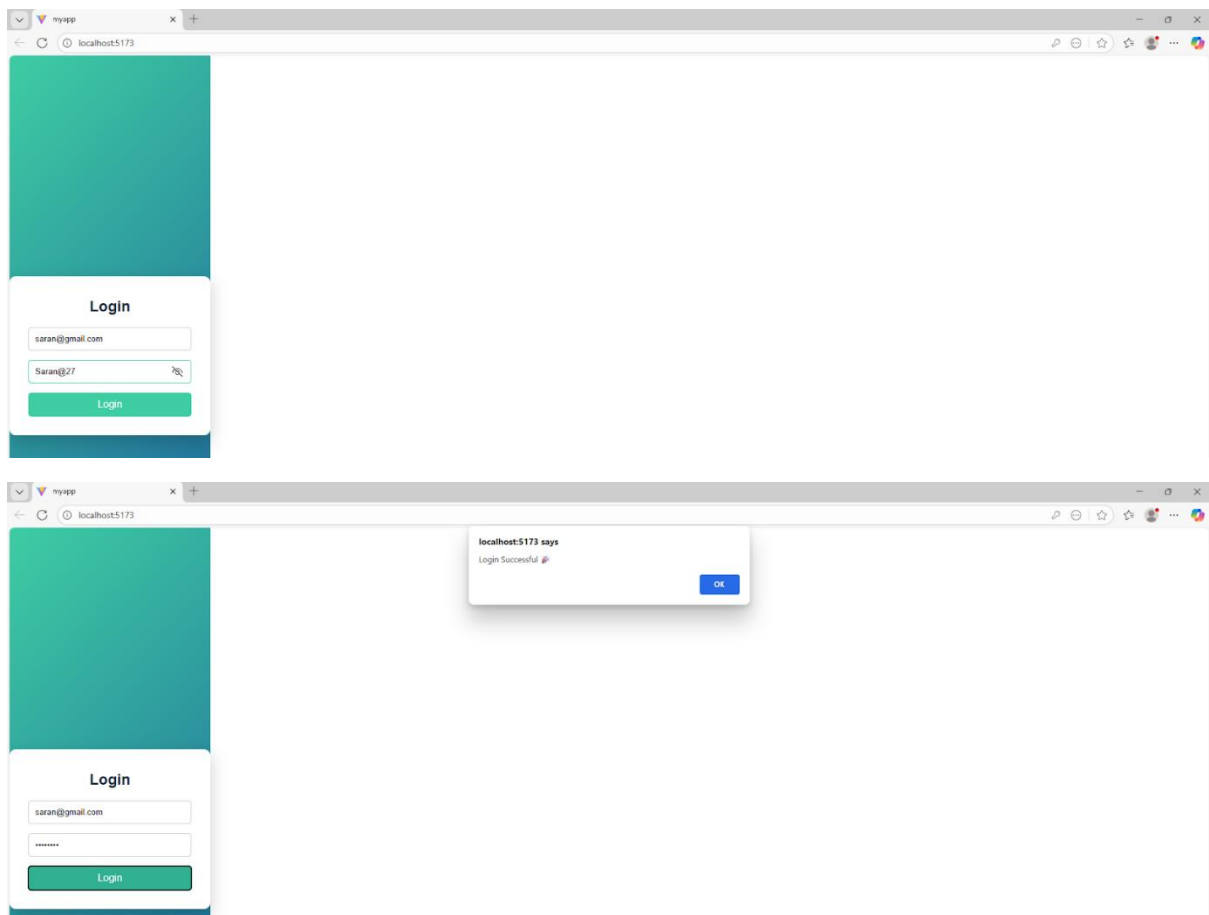 myapp
localhost:5173
Login
saran@gmail.com
Saran@27
Login
myapp
localhost:5173
localhost:5173 says
Login Successful 🎉
OK
Login
saran@gmail.com
••••••••
Login